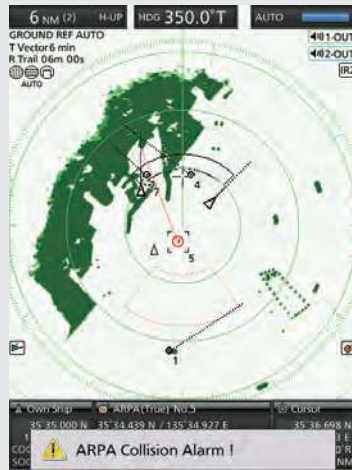 6 NM (2) H-UP HDG 350.0°T AUTO
GROUND REF AUTO
T Vector 6 min
R Trail 06m 00s
AUTO
1-OUT
2-OUT
IR
2
7
4
5
1
Own Ship ARPA(True) No.5 Cursor
35°35.000 N 35°34.439 N / 135°34.927 E 35°36.698 N
ARPA Collision Alarm !